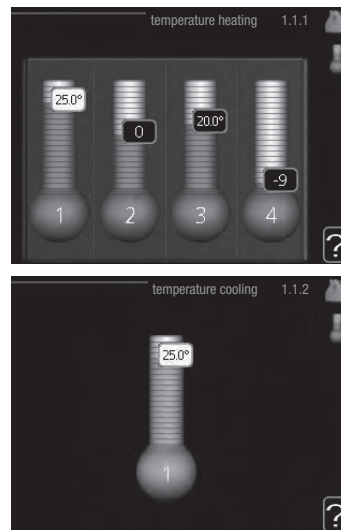 temperature heating 1.1.1
25.0°
0
20.0°
-9
1 2 3 4
?
temperature cooling 1.1.2
25.0°
1
?